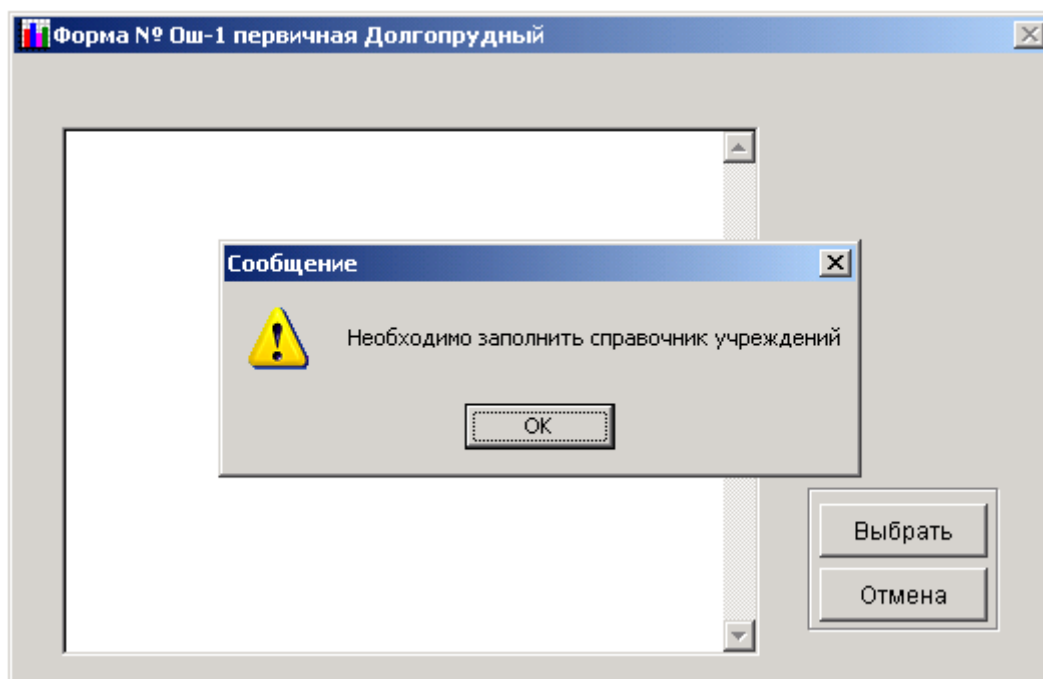 Форма № Ош-1 первичная Долгопрудный
Сообщение
Необходимо заполнить справочник учреждений
OK
Выбрать
Отмена